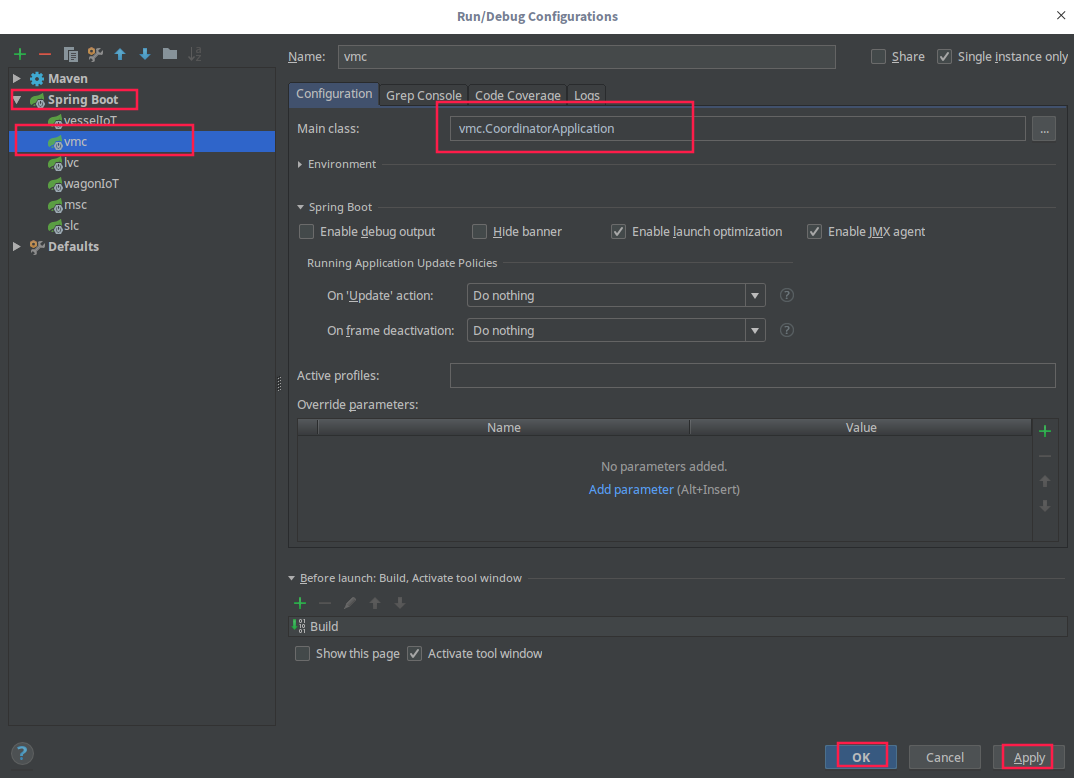 Run/Debug Configurations
Name: vmc Share Single instance only
Maven
Spring Boot
vesselIoT
vmc
lvc
wagonIoT
msc
slc
Defaults
Configuration Grep Console Code Coverage Logs
Main class: vmc.CoordinatorApplication ...
Environment
Spring Boot
Enable debug output Hide banner Enable launch optimization Enable JMX agent
Running Application Update Policies
On 'Update' action: Do nothing ?
On frame deactivation: Do nothing ?
Active profiles:
Override parameters:
Name Value
No parameters added.
Add parameter (Alt+Insert)
Before launch: Build, Activate tool window
Build
Show this page Activate tool window
? OK Cancel Apply